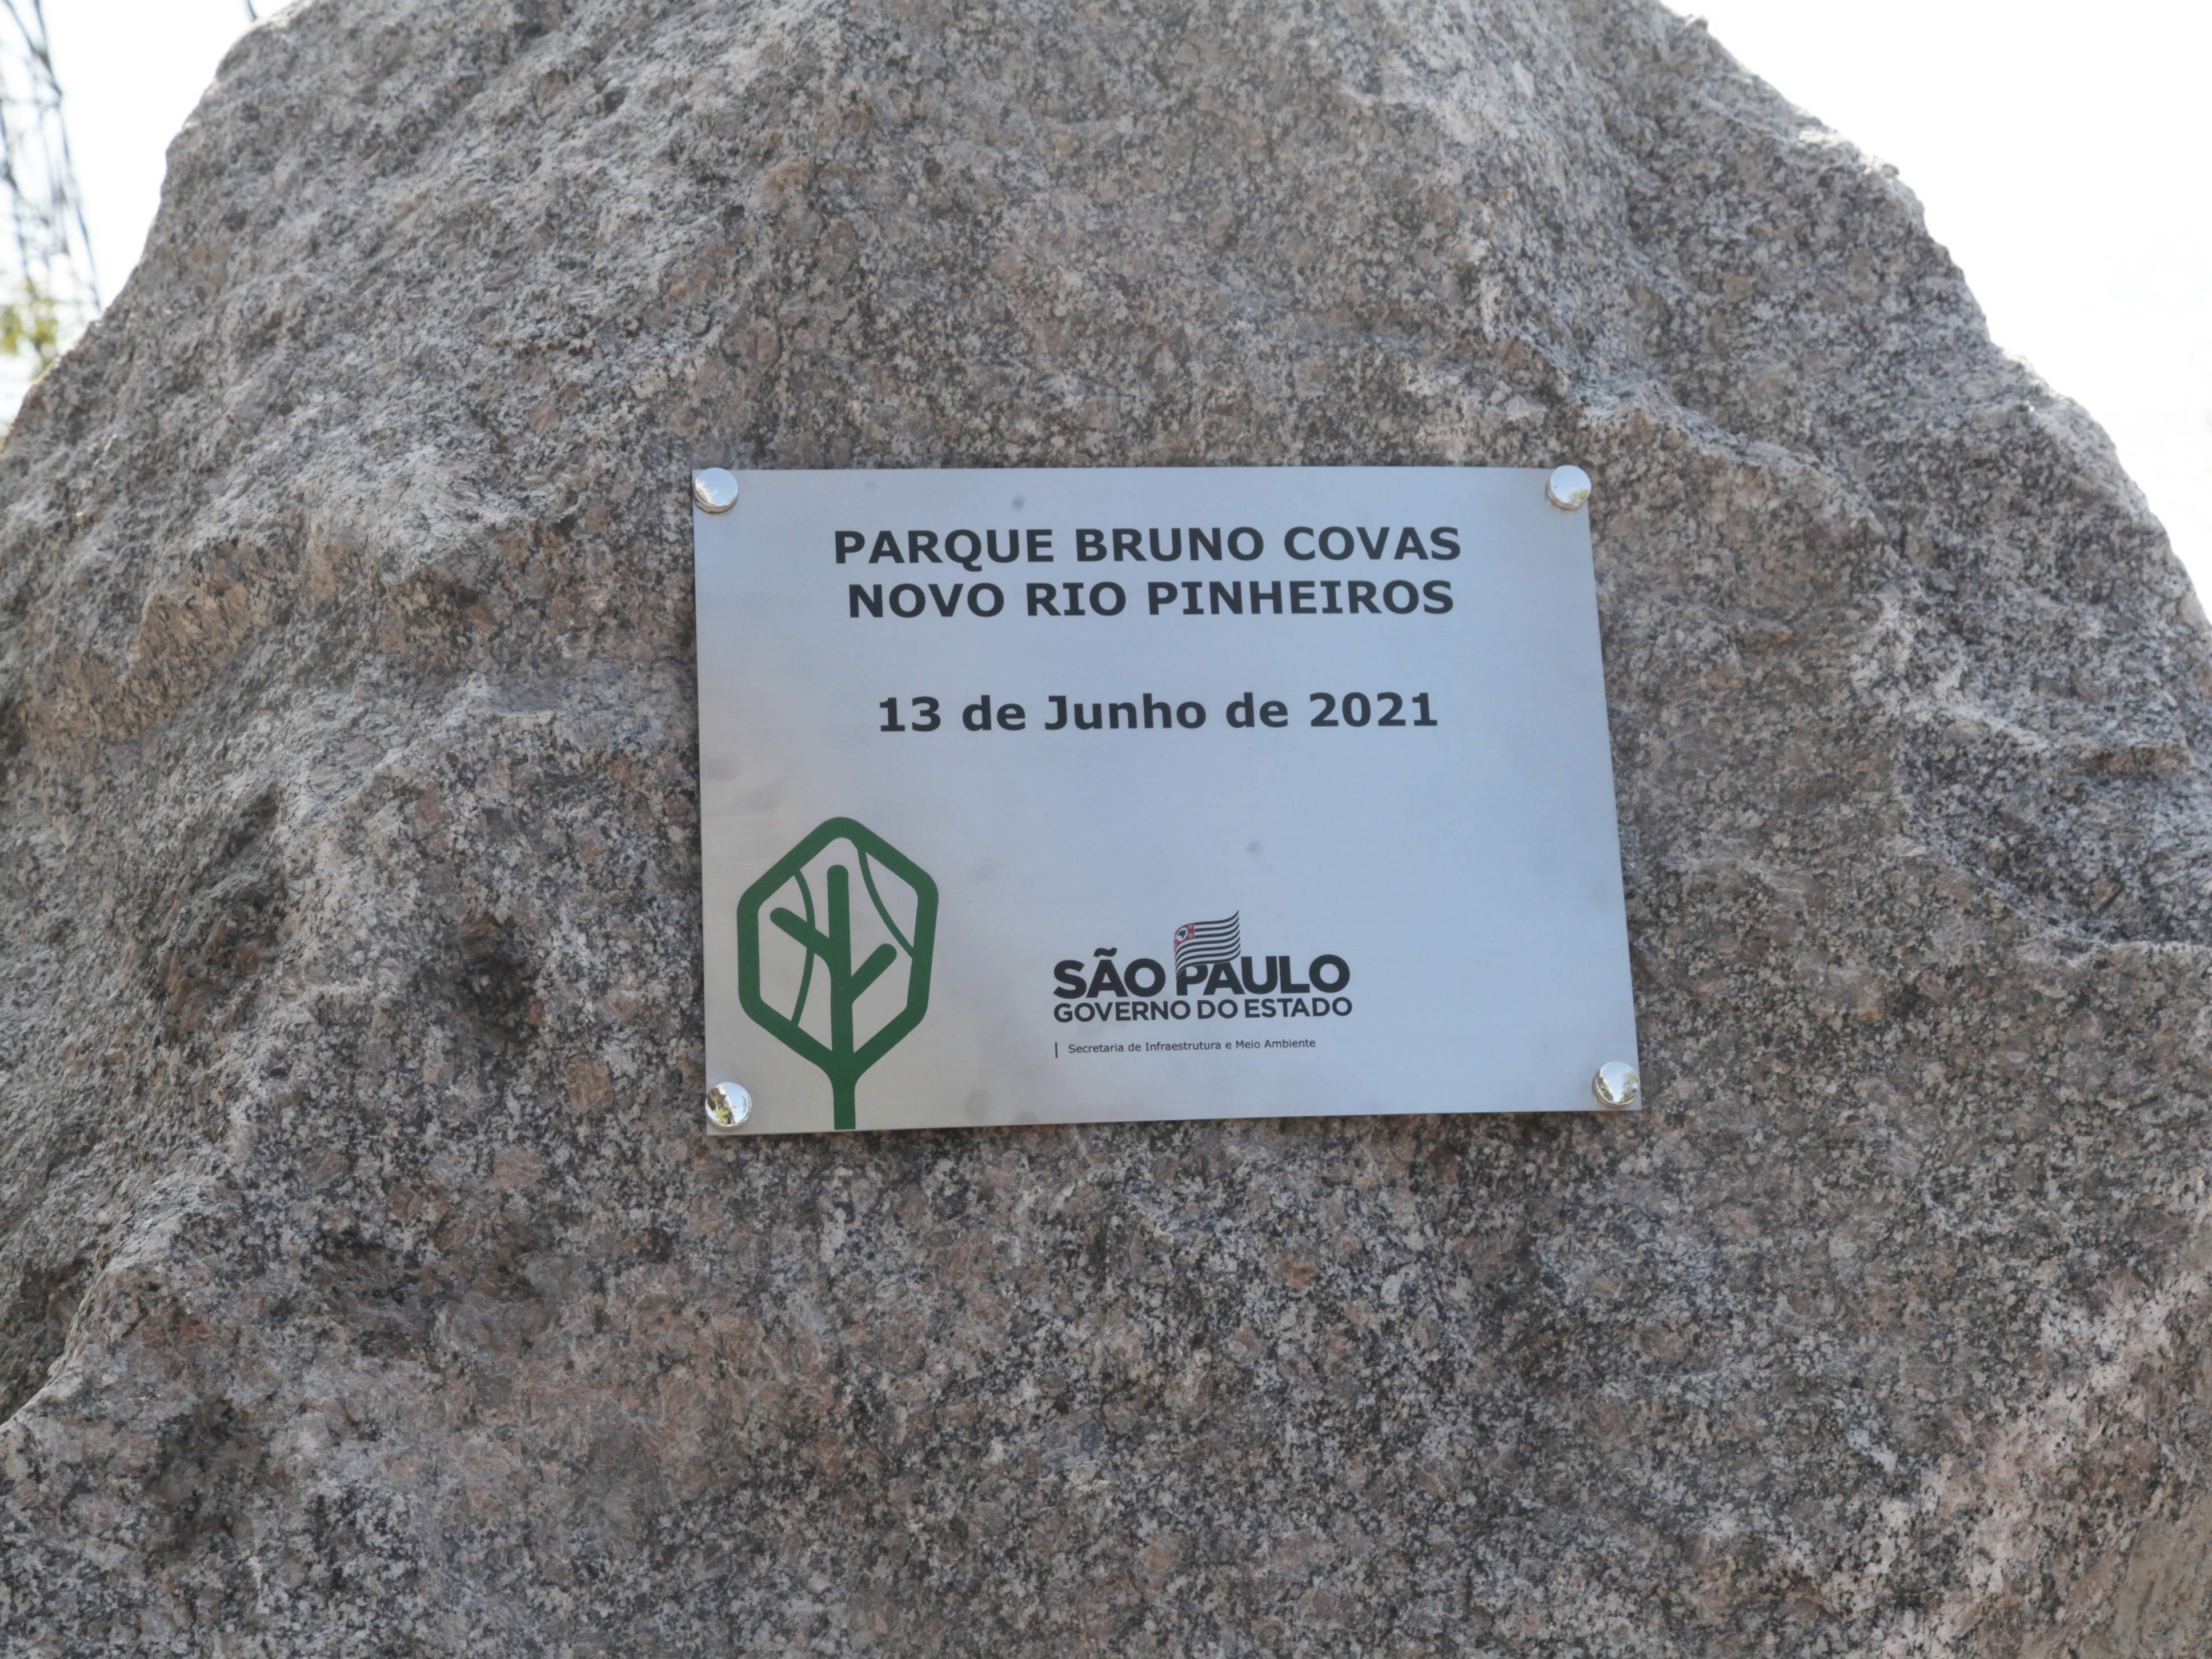 PARQUE BRUNO COVAS
NOVO RIO PINHEIROS
13 de Junho de 2021
SÃO PAULO
GOVERNO DO ESTADO
Secretaria de Infraestrutura e Meio Ambiente